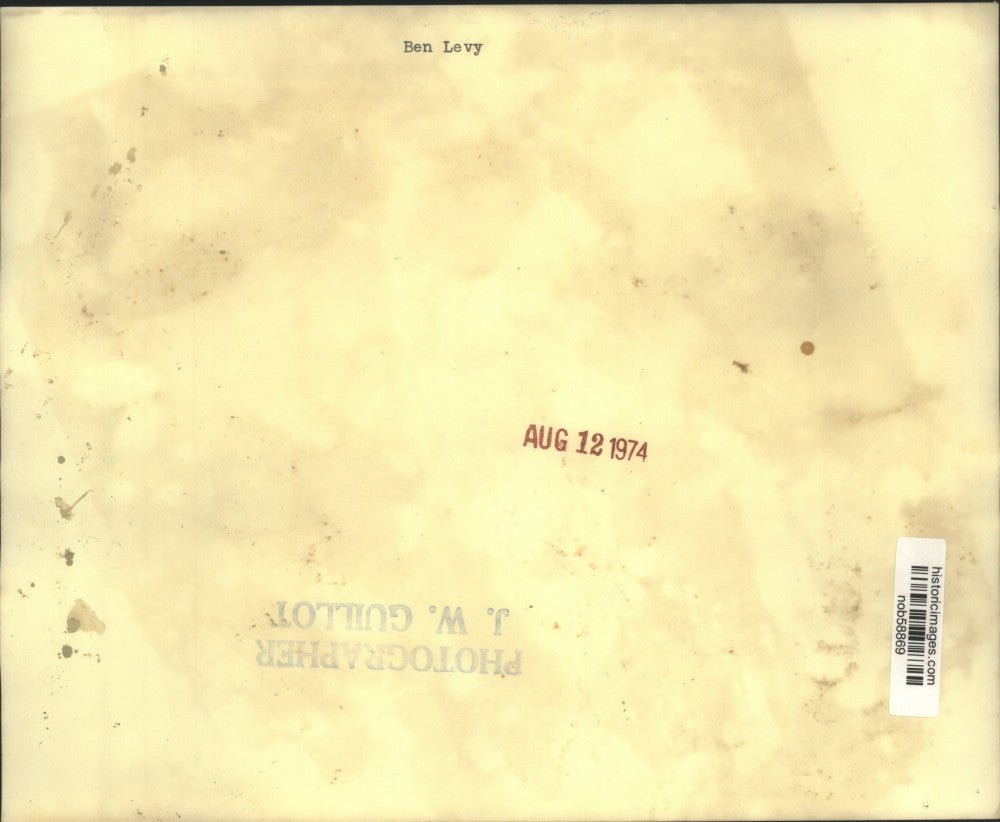 Ben Levy
AUG 12 1974
PHOTOGRAPHER
J. W. GUILLOT
historicimages.com
nob58869